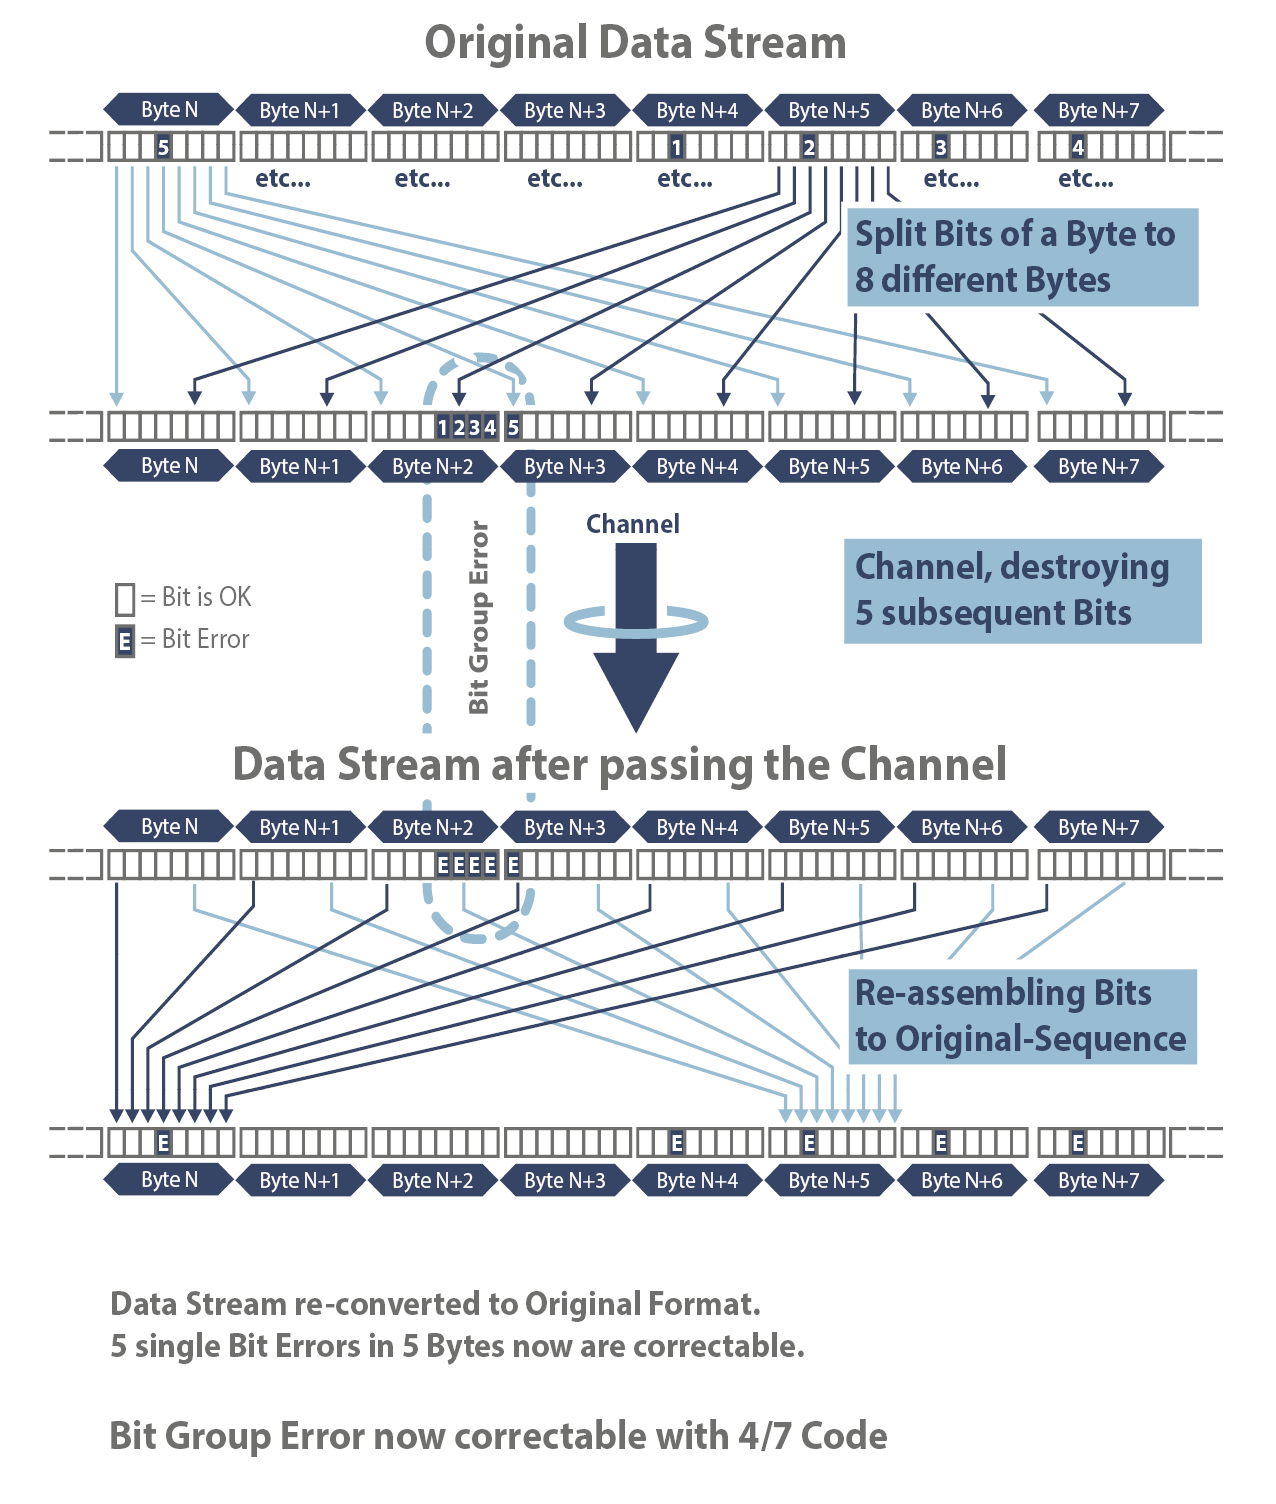 Original Data Stream
Byte N Byte N+1 Byte N+2 Byte N+3 Byte N+4 Byte N+5 Byte N+6 Byte N+7
5 1 2 3 4
etc... etc... etc... etc... etc... etc...
Split Bits of a Byte to
8 different Bytes
1 2 3 4 5
Byte N Byte N+1 Byte N+2 Byte N+3 Byte N+4 Byte N+5 Byte N+6 Byte N+7
Bit Group Error
Channel
Channel, destroying
5 subsequent Bits
= Bit is OK
E = Bit Error
Data Stream after passing the Channel
Byte N Byte N+1 Byte N+2 Byte N+3 Byte N+4 Byte N+5 Byte N+6 Byte N+7
E E E E E
Re-assembling Bits
to Original-Sequence
E E E E E
Byte N Byte N+1 Byte N+2 Byte N+3 Byte N+4 Byte N+5 Byte N+6 Byte N+7
Data Stream re-converted to Original Format.
5 single Bit Errors in 5 Bytes now are correctable.
Bit Group Error now correctable with 4/7 Code